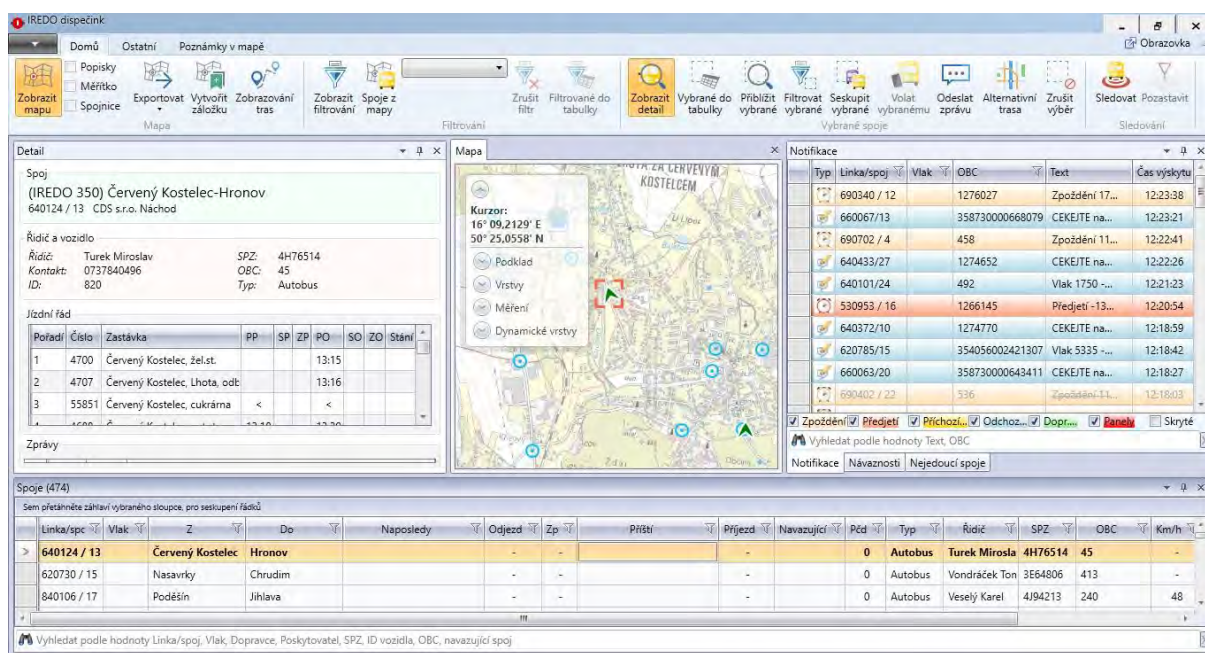 IREDO dispečink
Domů Ostatní Poznámky v mapě Obrazovka
Zobrazit mapu
Popisky
Měřítko
Spojnice
Exportovat
Vytvořit záložku
Zobrazování tras
Zobrazit filtrování
Spoje z mapy
Zrušit filtr
Filtrované do tabulky
Zobrazit detail
Vybrané do tabulky
Přiblížit vybrané
Filtrovat vybrané
Seskupit vybrané
Volat vybranému
Odeslat zprávu
Alternativní trasa
Zrušit výběr
Sledovat
Pozastavit
Mapa Filtrování Vybrané spoje Sledování
Detail
Spoj
(IREDO 350) Červený Kostelec-Hronov
640124 / 13 CDS s.r.o. Náchod
Řidič a vozidlo
Řidič: Turek Miroslav SPZ: 4H76514
Kontakt: 0737840496 OBC: 45
ID: 820 Typ: Autobus
Jízdní řád
Pořadí Číslo Zastávka PP SP ZP PO SO ZO Stání
1 4700 Červený Kostelec, žel.st. 13:15
2 4707 Červený Kostelec, Lhota, odb 13:16
3 55851 Červený Kostelec, cukrárna < <
Zprávy
Mapa
ZA ČERVENÝM
KOSTELCEM
Kurzor:
16° 09,2129' E
50° 25,0558' N
Podklad
Vrstvy
Měření
Dynamické vrstvy
Notifikace
Typ Linka/spoj Vlak OBC Text Čas výskytu
690340 / 12 1276027 Zpoždění 17... 12:23:38
660067/13 358730000668079 CEKEJTE na... 12:23:21
690702 / 4 458 Zpoždění 11... 12:22:41
640433/27 1274652 CEKEJTE na... 12:22:26
640101/24 492 Vlak 1750 -... 12:21:23
530953 / 16 1266145 Předjetí -13... 12:20:54
640372/10 1274770 CEKEJTE na... 12:18:59
620785/15 354056002421307 Vlak 5335 -... 12:18:42
660063/20 358730000643411 CEKEJTE na... 12:18:27
690402 / 22 536 Zpoždění 11... 12:18:03
Zpoždění Předjetí Příchozí... Odchoz... Dopr.... Panely Skryté
Vyhledat podle hodnoty Text, OBC
Notifikace Návaznosti Nejedoucí spoje
Spoje (474)
Sem přetáhněte záhlaví vybraného sloupce, pro seskupení řádků
Linka/spc Vlak Z Do Naposledy Odjezd Zp Příští Příjezd Navazující Pčd Typ Řidič SPZ OBC Km/h
> 640124 / 13 Červený Kostelec Hronov - - - 0 Autobus Turek Mirosla 4H76514 45 -
620730 / 15 Nasavrky Chrudim - - - 0 Autobus Vondráček Ton 3E64806 413 -
840106 / 17 Poděšín Jihlava - - - 0 Autobus Veselý Karel 4J94213 240 48
Vyhledat podle hodnoty Linka/spoj, Vlak, Dopravce, Poskytovatel, SPZ, ID vozidla, OBC, navazující spoj